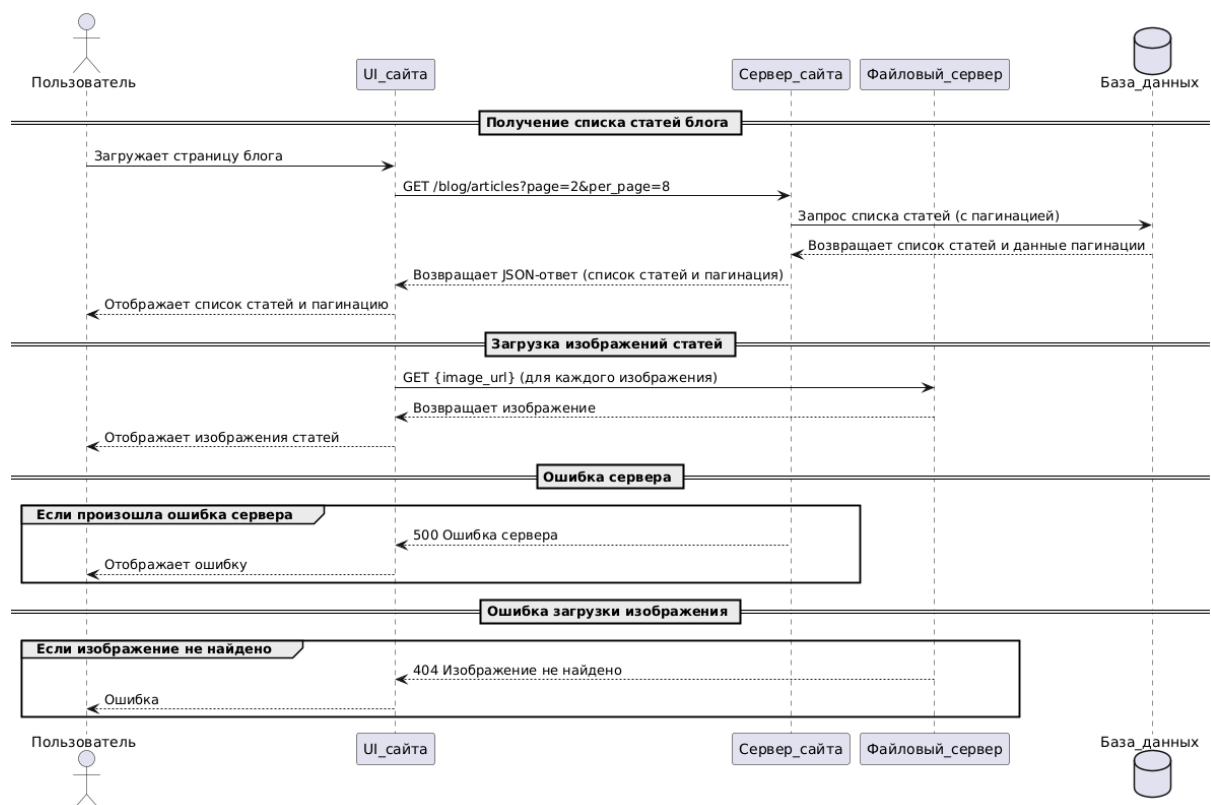 Пользователь
UI_сайта
Сервер_сайта
Файловый_сервер
База_данных
Получение списка статей блога
Загружает страницу блога
GET /blog/articles?page=2&per_page=8
Запрос списка статей (с пагинацией)
Возвращает список статей и данные пагинации
Возвращает JSON-ответ (список статей и пагинация)
Отображает список статей и пагинацию
Загрузка изображений статей
GET {image_url} (для каждого изображения)
Возвращает изображение
Отображает изображения статей
Ошибка сервера
Если произошла ошибка сервера
500 Ошибка сервера
Отображает ошибку
Ошибка загрузки изображения
Если изображение не найдено
404 Изображение не найдено
Ошибка
Пользователь
UI_сайта
Сервер_сайта
Файловый_сервер
База_данных